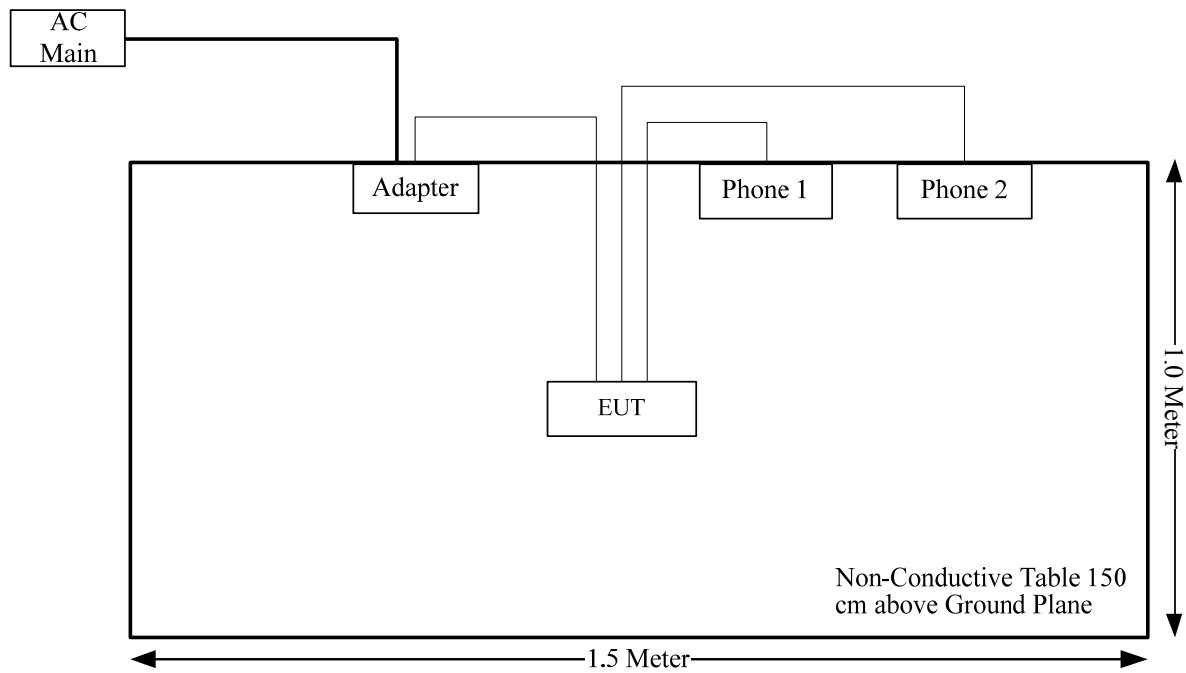 AC
Main
Adapter
Phone 1
Phone 2
EUT
1.0 Meter
Non-Conductive Table 150
cm above Ground Plane
1.5 Meter